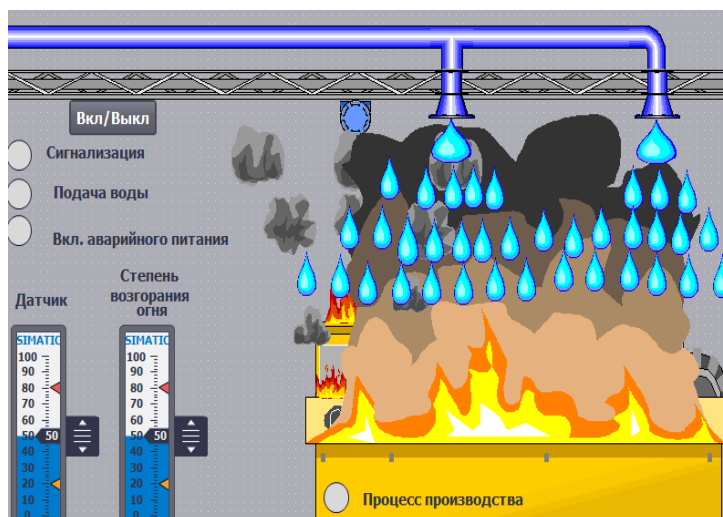 Вкл/Выкл
Сигнализация
Подача воды
Вкл. аварийного питания
Датчик
Степень
возгорания
огня
SIMATIC
100
90
80
70
60
50
40
30
20
10
0
50
SIMATIC
100
90
80
70
60
50
40
30
20
10
0
50
Процесс производства